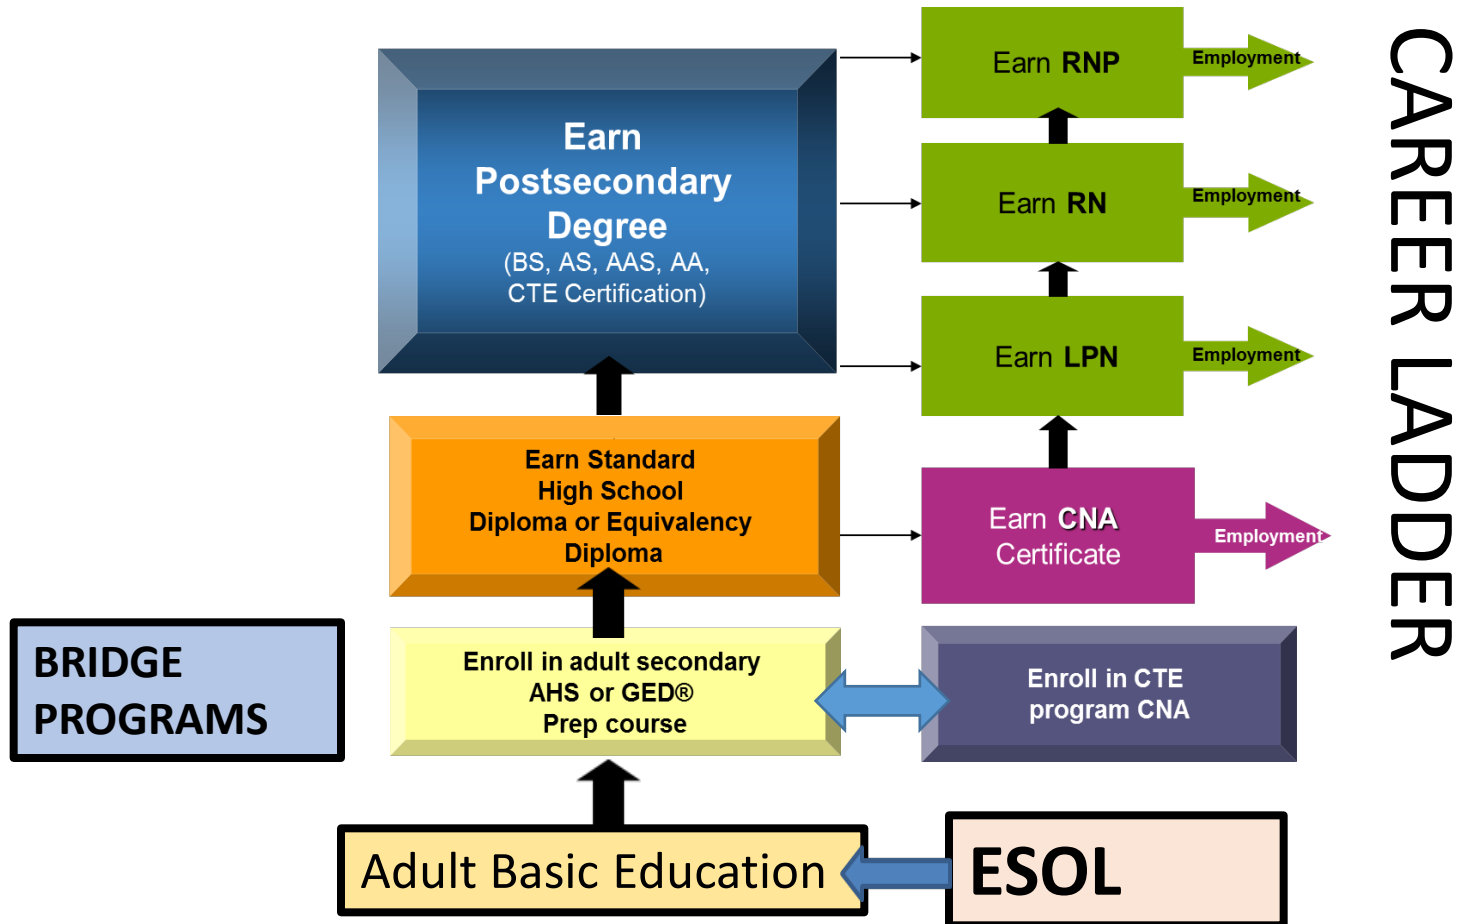 Earn
Postsecondary
Degree
(BS, AS, AAS, AA,
CTE Certification)
Earn RNP
Employment
Earn RN
Employment
Earn LPN
Employment
Earn Standard
High School
Diploma or Equivalency
Diploma
Earn CNA
Certificate
Employment
CAREER LADDER
BRIDGE
PROGRAMS
Enroll in adult secondary
AHS or GED®
Prep course
Enroll in CTE
program CNA
Adult Basic Education
ESOL